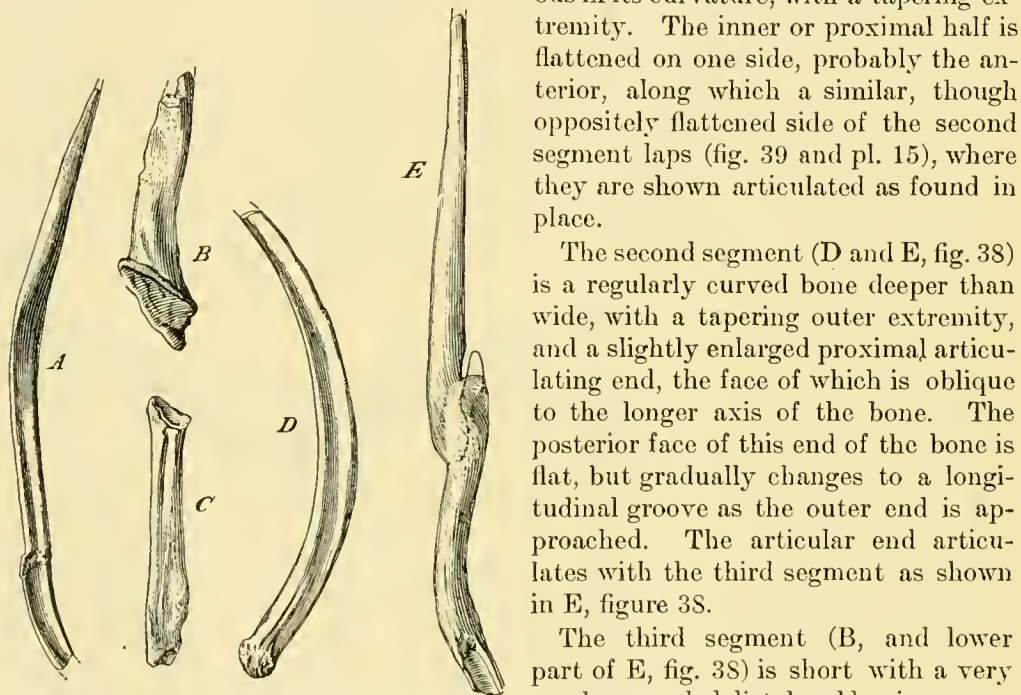 A
B
C
D
E
with a tapering ex-
tremity. The inner or proximal half is
flattened on one side, probably the an-
terior, along which a similar, though
oppositely flattened side of the second
segment laps (fig. 39 and pl. 15), where
they are shown articulated as found in
place.
The second segment (D and E, fig. 38)
is a regularly curved bone deeper than
wide, with a tapering outer extremity,
and a slightly enlarged proximal articu-
lating end, the face of which is oblique
to the longer axis of the bone. The
posterior face of this end of the bone is
flat, but gradually changes to a longi-
tudinal groove as the outer end is ap-
proached. The articular end articu-
lates with the third segment as shown
in E, figure 38.
The third segment (B, and lower
part of E, fig. 38) is short with a very